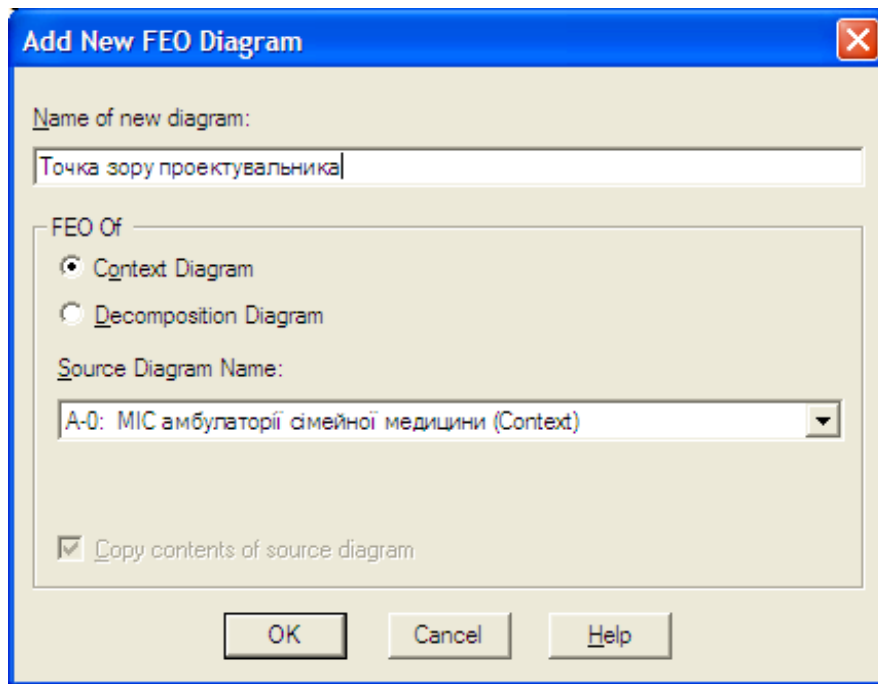 Add New FEO Diagram
Name of new diagram:
Точка зору проектувальника
FEO Of
Context Diagram
Decomposition Diagram
Source Diagram Name:
A-0: МІС амбулаторії сімейної медицини (Context)
Copy contents of source diagram
OK Cancel Help